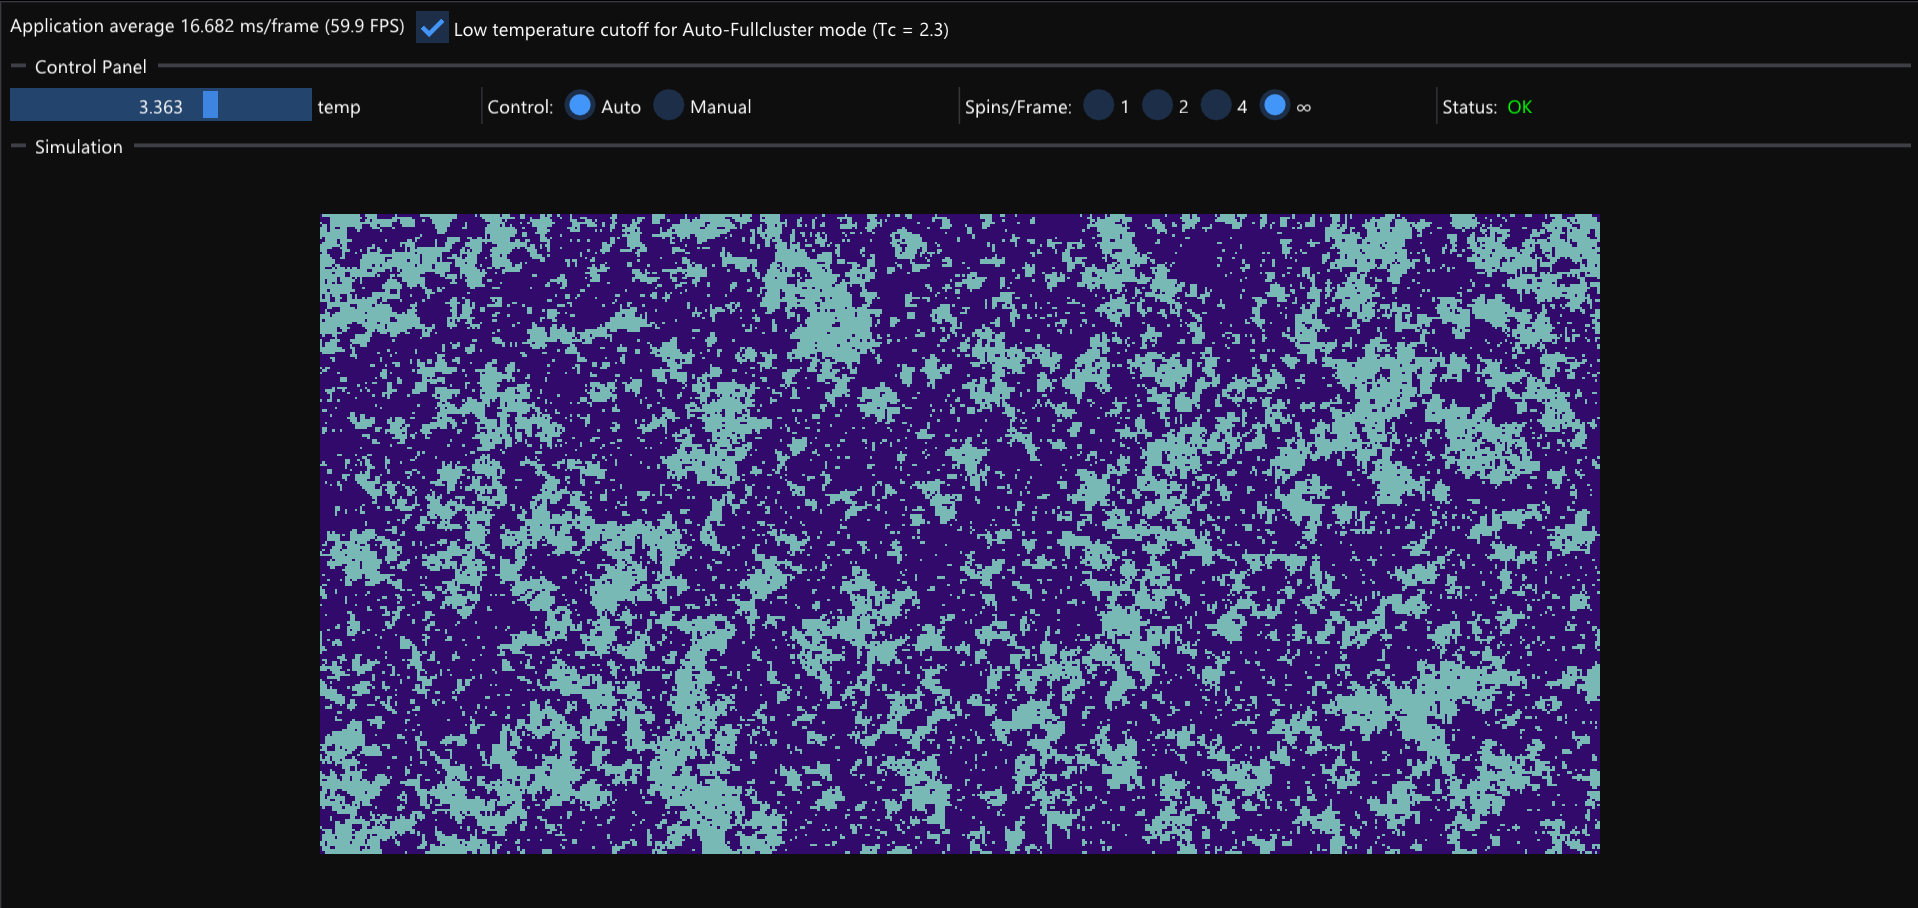 Application average 16.682 ms/frame (59.9 FPS) Low temperature cutoff for Auto-Fullcluster mode (Tc = 2.3)
Control Panel
3.363 temp Control: Auto Manual Spins/Frame: 1 2 4 ∞ Status: OK
Simulation